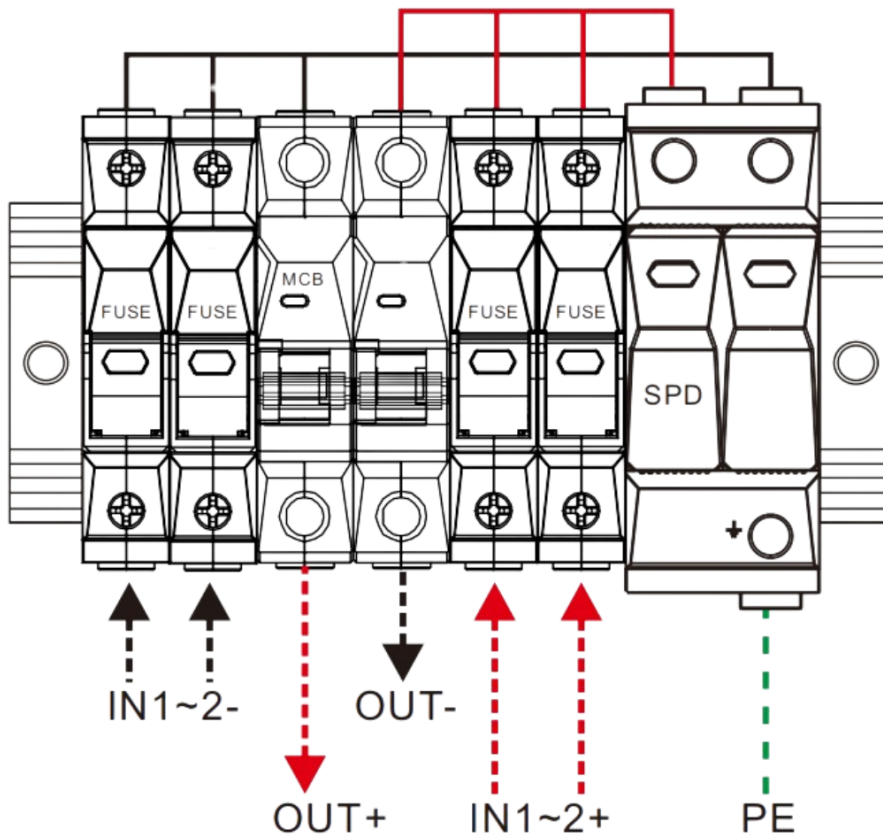 MCB
FUSE
FUSE
FUSE
FUSE
SPD
IN1~2-
OUT-
OUT+
IN1~2+
PE